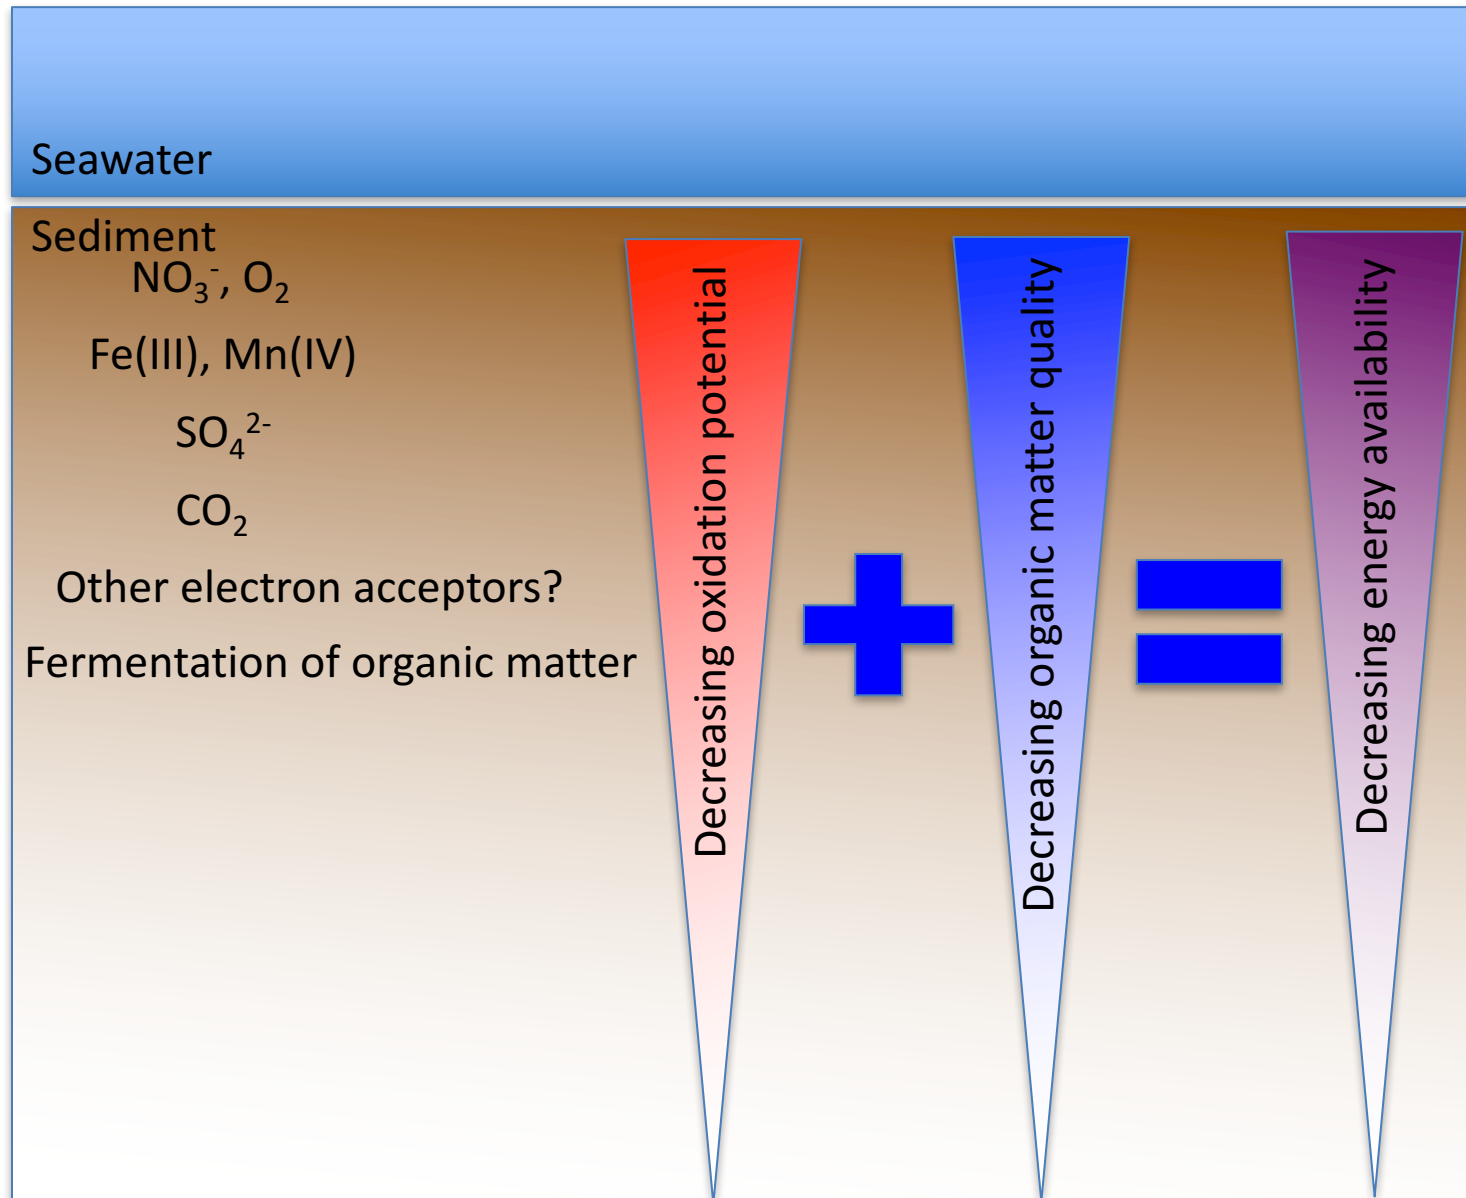 Seawater
Sediment
NO₃⁻, O₂
Fe(III), Mn(IV)
SO₄²⁻
CO₂
Other electron acceptors?
Fermentation of organic matter
Decreasing oxidation potential
Decreasing organic matter quality
Decreasing energy availability